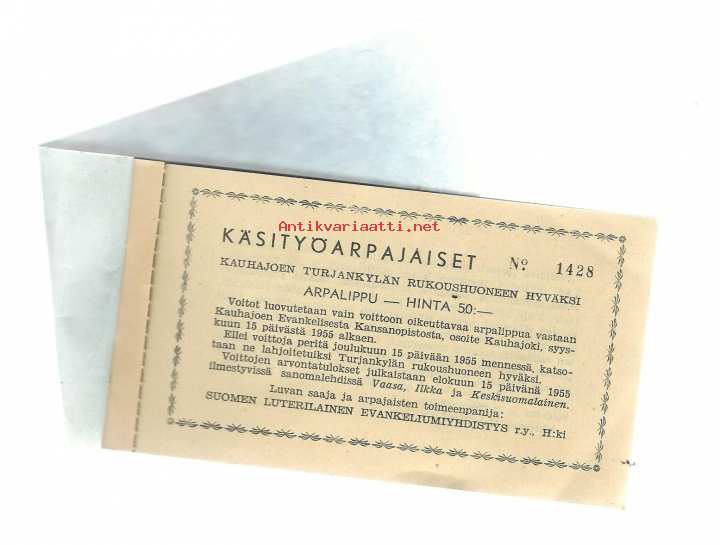 Antikvariaatti.net
KÄSITYÖARPAJAISET No. 1428
KAUHAJOEN TURJANKYLÄN RUKOUSHUONEEN HYVÄKSI
ARPALIPPU — HINTA 50:—
Voitot luovutetaan vain voittoon oikeuttavaa arpalippua vastaan
Kauhajoen Evankelisesta Kansanopistosta, osoite Kauhajoki, syys-
kuun 15 päivästä 1955 alkaen.
Ellei voittoja peritä joulukuun 15 päivään 1955 mennessä, katso-
taan ne lahjoitetuiksi Turjankylän rukoushuoneen hyväksi.
Voittojen arvontatulokset julkaistaan elokuun 15 päivänä 1955
ilmestyvissä sanomalehdissä Vaasa, Ilkka ja Keskisuomalainen.
Luvan saaja ja arpajaisten toimeenpanija:
SUOMEN LUTERILAINEN EVANKELIUMIYHDISTYS r.y., H:ki